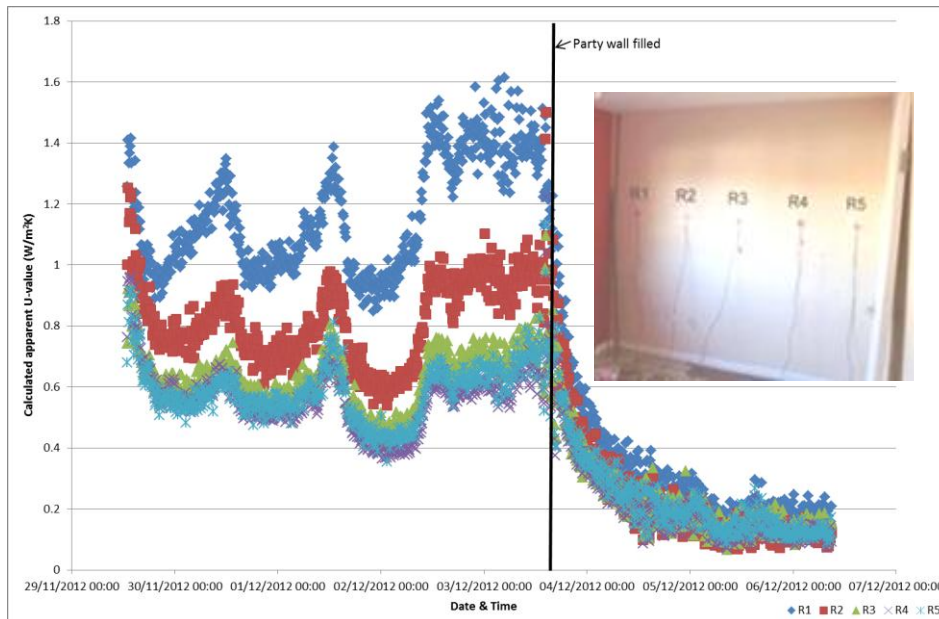 1.8
1.6
1.4
1.2
1
0.8
0.6
0.4
0.2
0
Calculated apparent U-value (W/m²K)
Party wall filled
R1 R2 R3 R4 R5
29/11/2012 00:00 30/11/2012 00:00 01/12/2012 00:00 02/12/2012 00:00 03/12/2012 00:00 04/12/2012 00:00 05/12/2012 00:00 06/12/2012 00:00 07/12/2012 00:00
Date & Time
R1 R2 R3 R4 R5